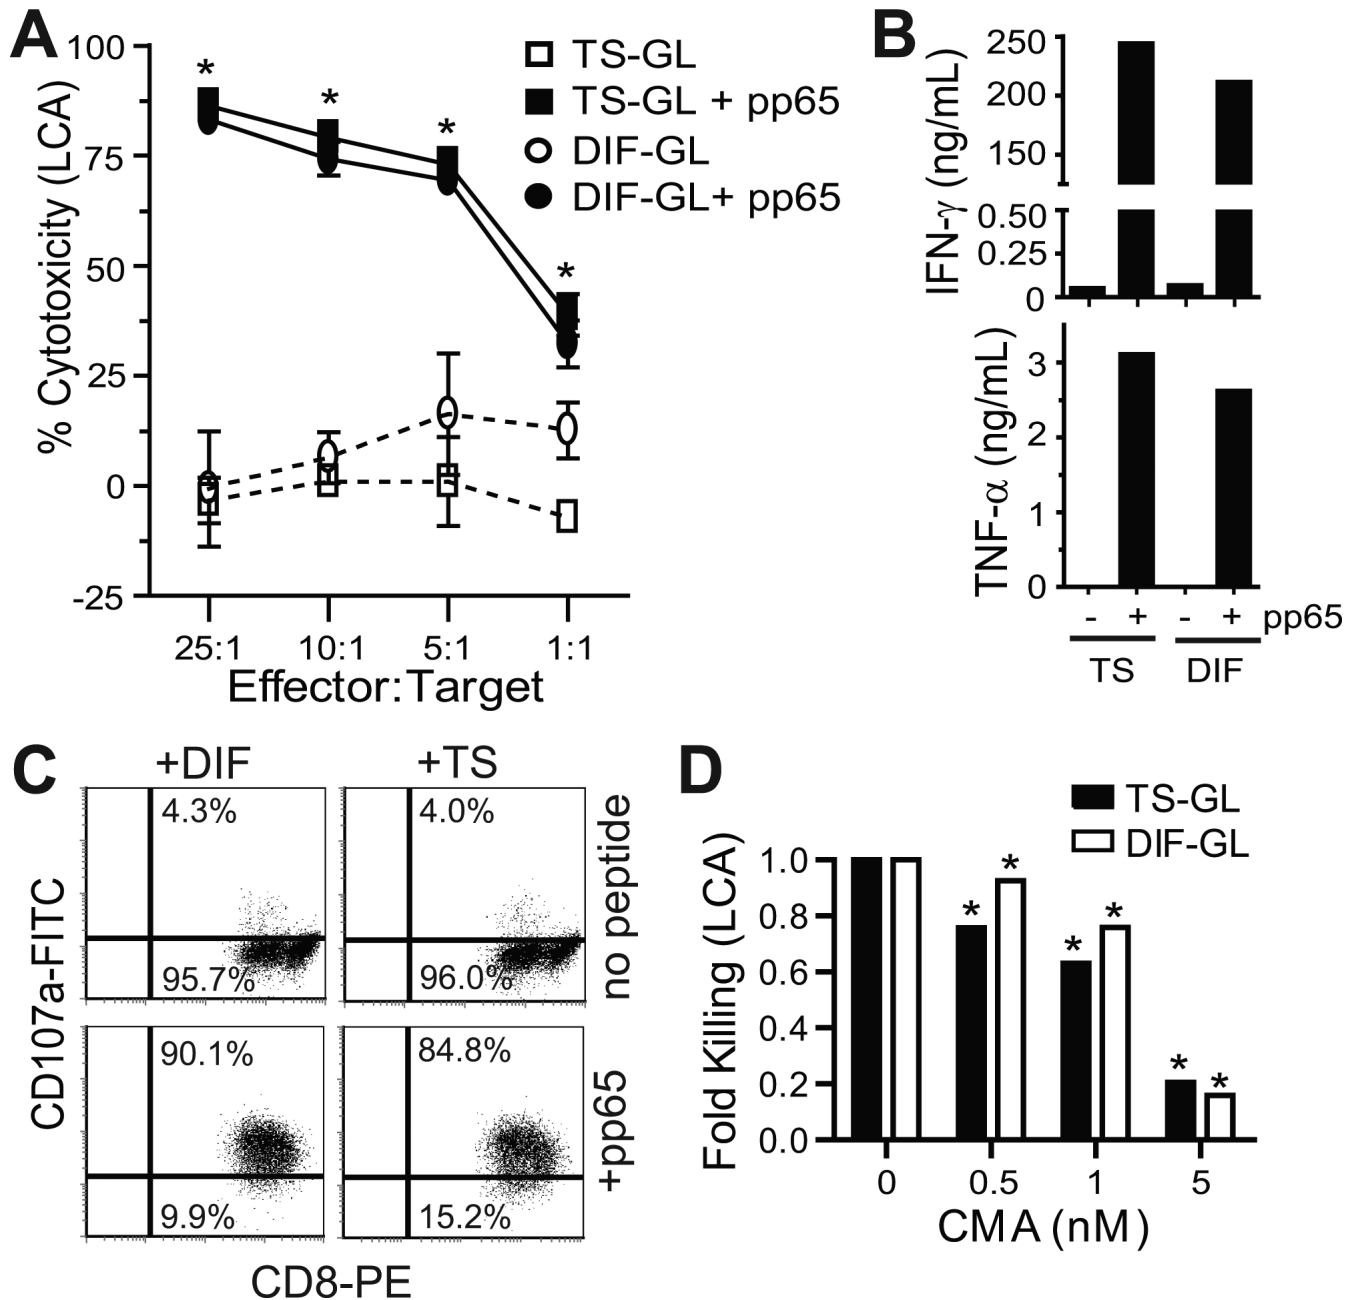 A
100
75
50
25
0
-25
% Cytotoxicity (LCA)
* * * *
TS-GL
TS-GL + pp65
DIF-GL
DIF-GL+ pp65
25:1 10:1 5:1 1:1
Effector:Target
B
250
200
150
0.50
0.25
0
IFN-γ (ng/mL)
3
2
1
0
TNF-α (ng/mL)
- + - + pp65
TS DIF
C
+DIF +TS
4.3% 4.0%
95.7% 96.0%
no peptide
90.1% 84.8%
9.9% 15.2%
+pp65
CD107a-FITC
CD8-PE
D
TS-GL
DIF-GL
1.0
0.8
0.6
0.4
0.2
0.0
Fold Killing (LCA)
* * * * * *
0 0.5 1 5
CMA (nM)